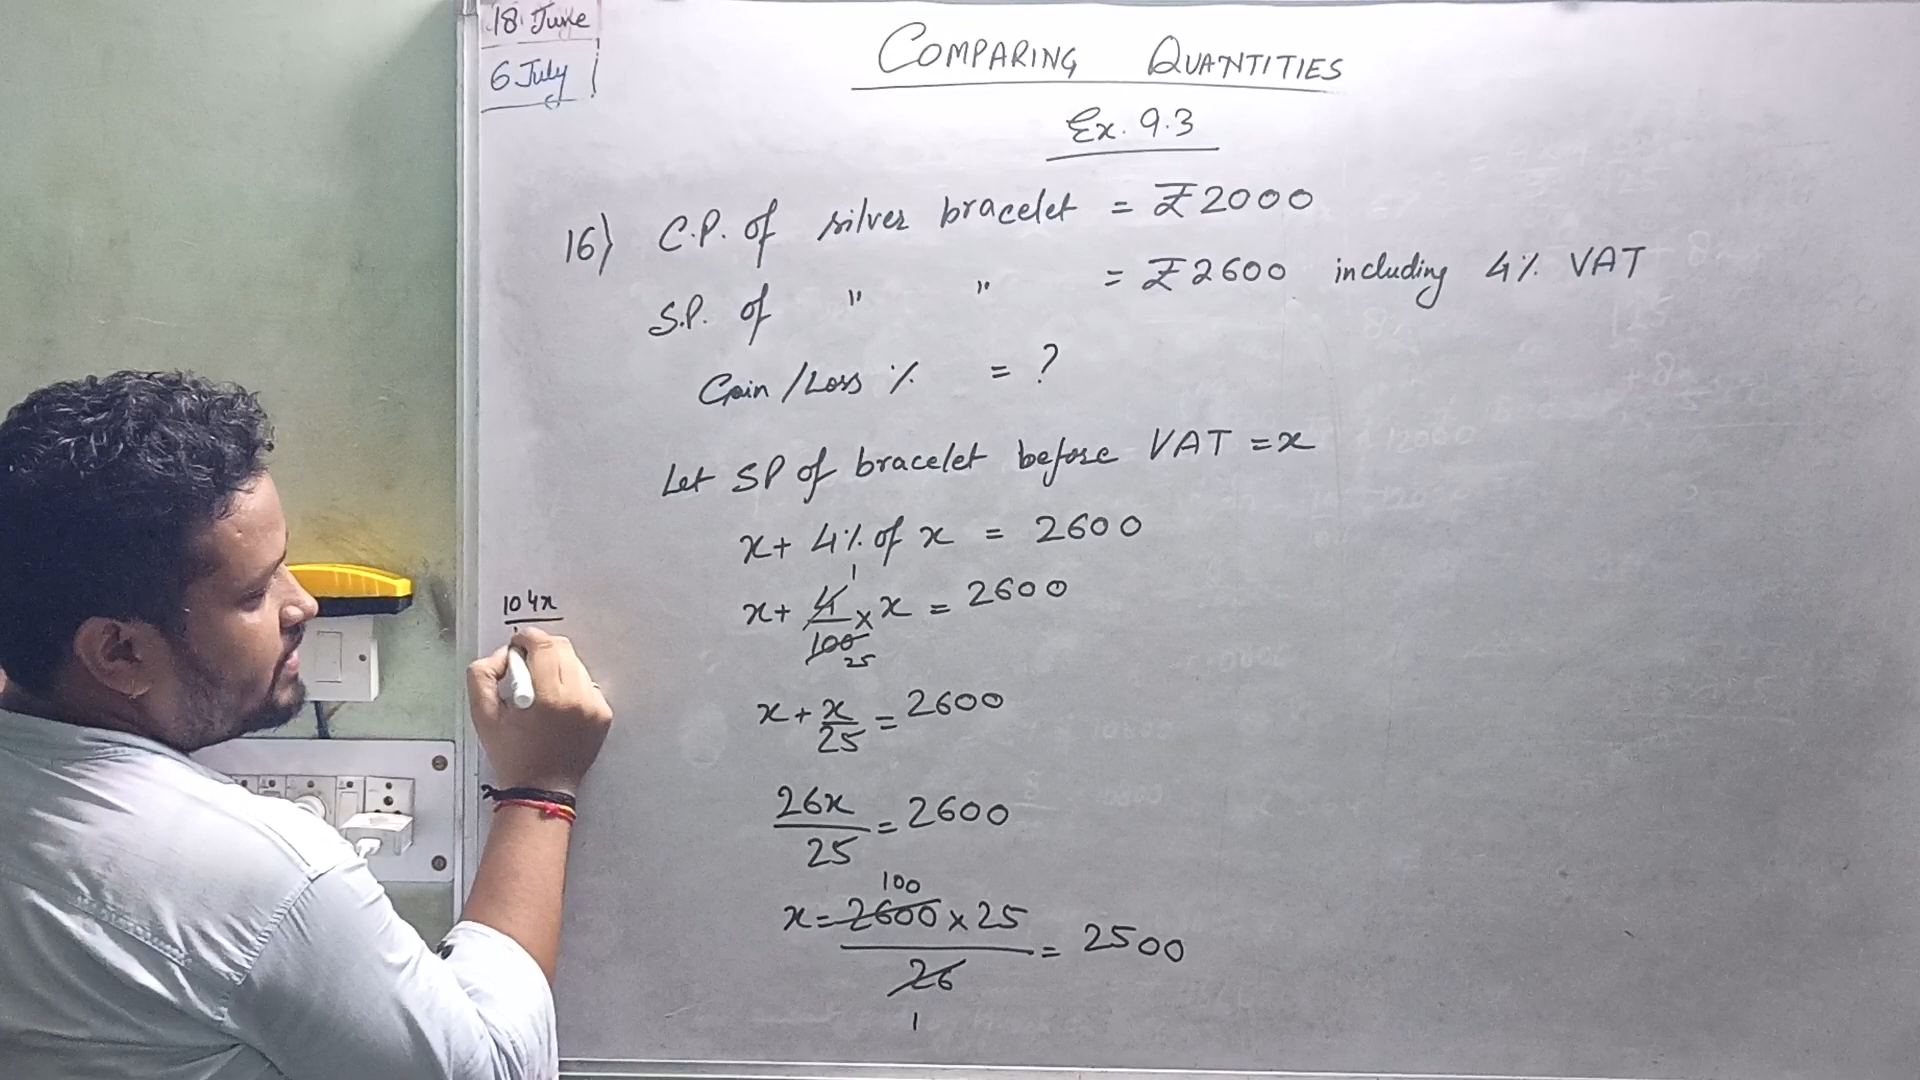 18 June
6 July
COMPARING QUANTITIES
Ex. 9.3
16) C.P. of silver bracelet = ₹2000
S.P. of " " = ₹2600 including 4% VAT
Gain/Loss % = ?
Let SP of bracelet before VAT = x
x + 4% of x = 2600
1
x + 4/100 × x = 2600
25
x + x/25 = 2600
26x/25 = 2600
100
x = 2600 × 25/26 = 2500
1
104x